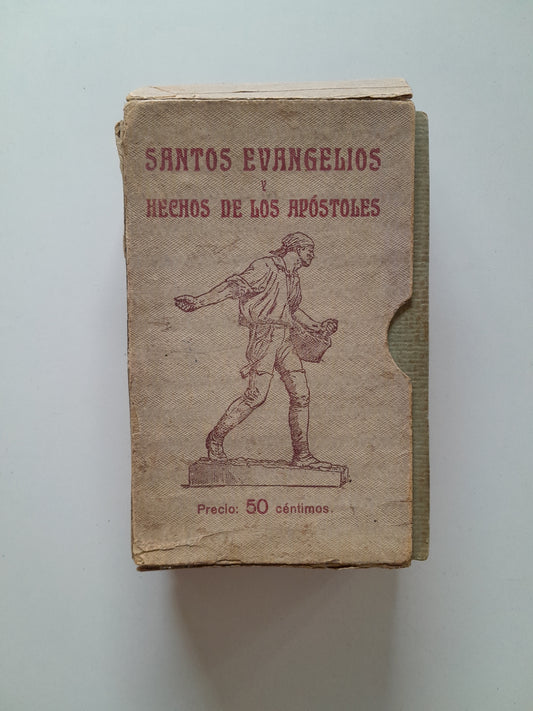 SANTOS EVANGELIOS
Y
HECHOS DE LOS APÓSTOLES
Precio: 50 céntimos.